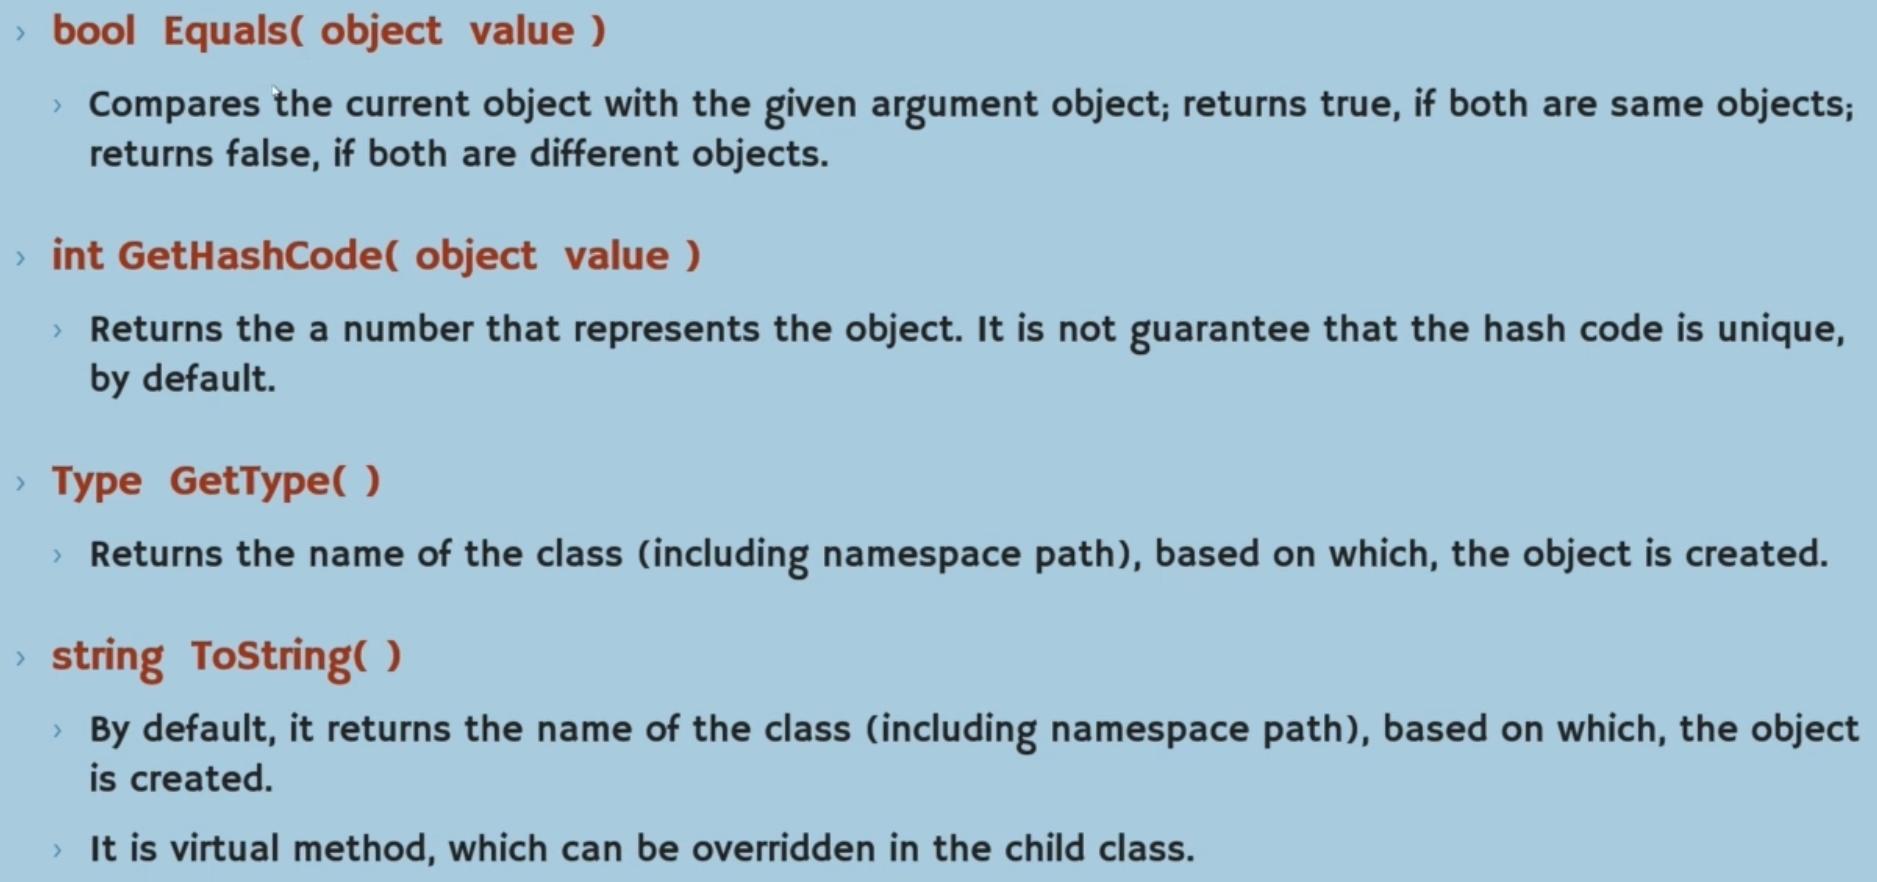 bool Equals( object value )
Compares the current object with the given argument object; returns true, if both are same objects;
returns false, if both are different objects.
int GetHashCode( object value )
Returns the a number that represents the object. It is not guarantee that the hash code is unique,
by default.
Type GetType( )
Returns the name of the class (including namespace path), based on which, the object is created.
string ToString( )
By default, it returns the name of the class (including namespace path), based on which, the object
is created.
It is virtual method, which can be overridden in the child class.